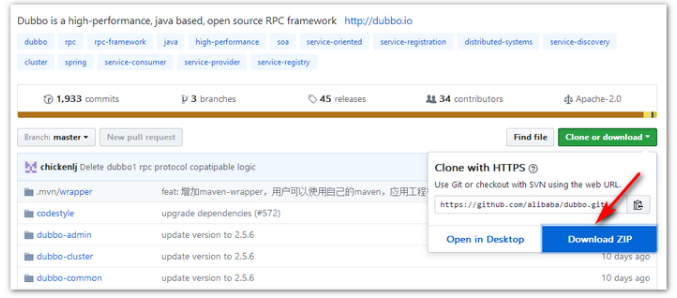 Dubbo is a high-performance, java based, open source RPC framework http://dubbo.io
dubbo rpc rpc-framework java high-performance soa service-oriented service-registration distributed-systems service-discovery
cluster spring service-consumer service-provider service-registry
1,933 commits 3 branches 45 releases 34 contributors Apache-2.0
Branch: master New pull request Find file Clone or download
chickenlj Delete dubbo1 rpc protocol copatipable logic
Clone with HTTPS
Use Git or checkout with SVN using the web URL.
https://github.com/alibaba/dubbo.git
Open in Desktop Download ZIP
.mvn/wrapper feat: 增加maven-wrapper，用户可以使用自己的maven，应用工程
codestyle upgrade dependencies (#572)
dubbo-admin update version to 2.5.6
dubbo-cluster update version to 2.5.6 10 days ago
dubbo-common update version to 2.5.6 10 days ago